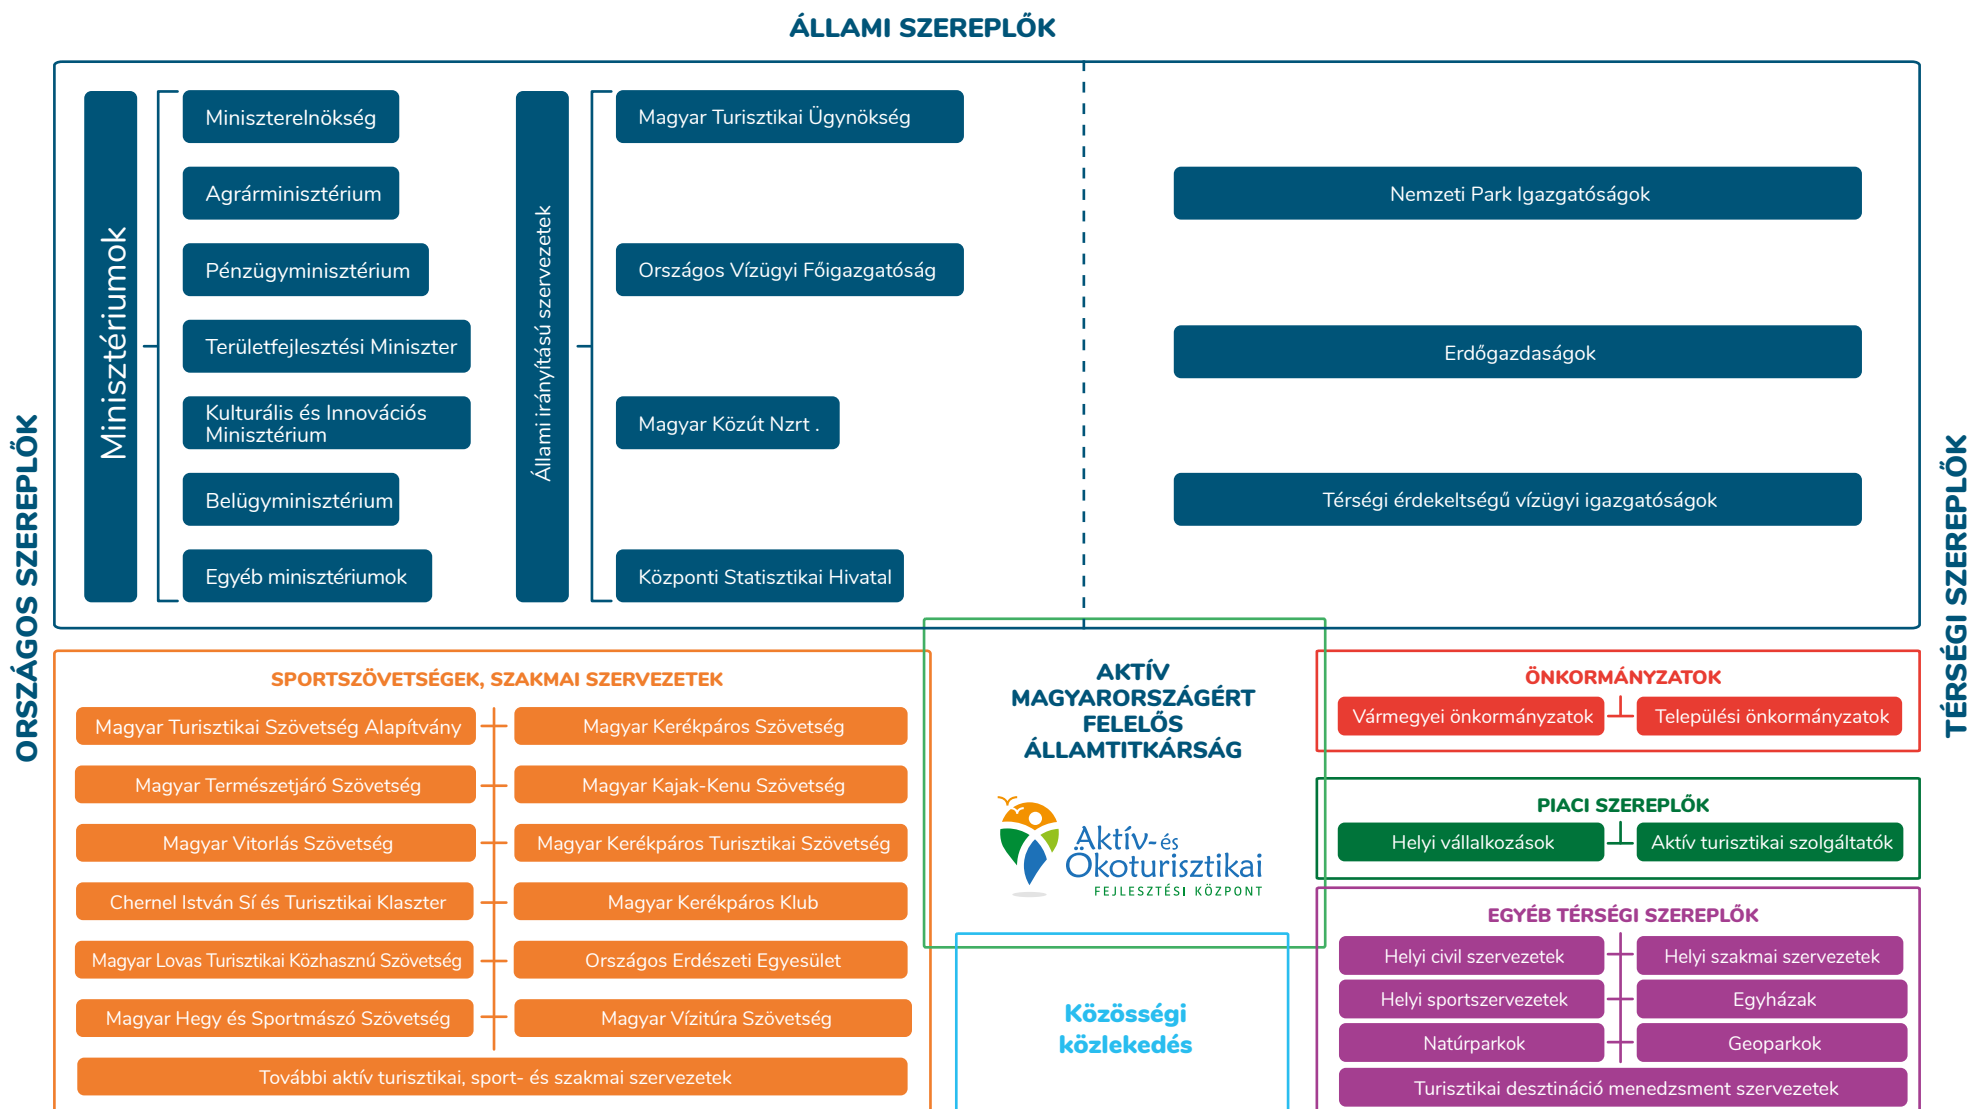 ÁLLAMI SZEREPLŐK
ORSZÁGOS SZEREPLŐK
TÉRSÉGI SZEREPLŐK
Minisztériumok
Miniszterelnökség
Agrárminisztérium
Pénzügyminisztérium
Területfejlesztési Miniszter
Kulturális és Innovációs
Minisztérium
Belügyminisztérium
Egyéb minisztériumok
Állami irányítású szervezetek
Magyar Turisztikai Ügynökség
Országos Vízügyi Főigazgatóság
Magyar Közút Nzrt .
Központi Statisztikai Hivatal
Nemzeti Park Igazgatóságok
Erdőgazdaságok
Térségi érdekeltségű vízügyi igazgatóságok
SPORTSZÖVETSÉGEK, SZAKMAI SZERVEZETEK
Magyar Turisztikai Szövetség Alapítvány
Magyar Kerékpáros Szövetség
Magyar Természetjáró Szövetség
Magyar Kajak-Kenu Szövetség
Magyar Vitorlás Szövetség
Magyar Kerékpáros Turisztikai Szövetség
Chernel István Sí és Turisztikai Klaszter
Magyar Kerékpáros Klub
Magyar Lovas Turisztikai Közhasznú Szövetség
Országos Erdészeti Egyesület
Magyar Hegy és Sportmászó Szövetség
Magyar Vízitúra Szövetség
További aktív turisztikai, sport- és szakmai szervezetek
AKTÍV
MAGYARORSZÁGÉRT
FELELŐS
ÁLLAMTITKÁRSÁG
Aktív- és
Ökoturisztikai
FEJLESZTÉSI KÖZPONT
Közösségi
közlekedés
ÖNKORMÁNYZATOK
Vármegyei önkormányzatok
Települési önkormányzatok
PIACI SZEREPLŐK
Helyi vállalkozások
Aktív turisztikai szolgáltatók
EGYÉB TÉRSÉGI SZEREPLŐK
Helyi civil szervezetek
Helyi szakmai szervezetek
Helyi sportszervezetek
Egyházak
Natúrparkok
Geoparkok
Turisztikai desztináció menedzsment szervezetek